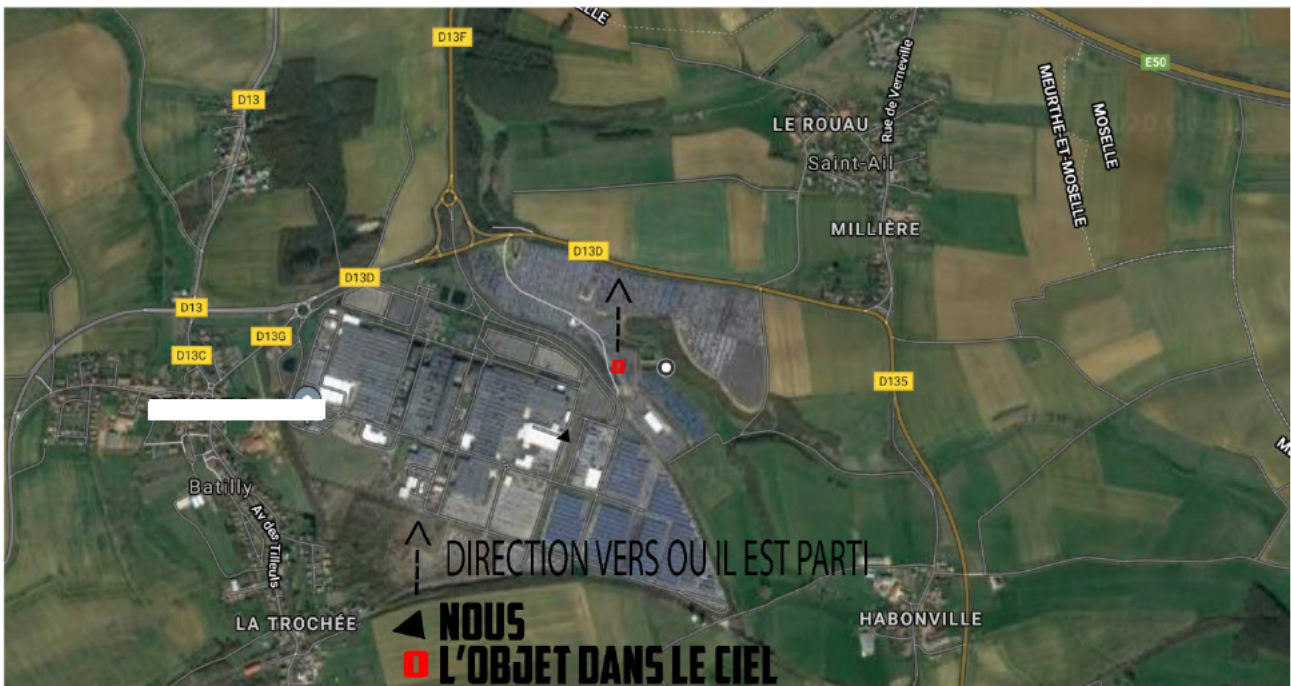 MOSELLE
D13F
E50
D13
LE ROUAU
Rue de Verneville
Saint-Ail
MEURTHE-ET-MOSELLE
MOSELLE
MILLIÈRE
D13D
D13D
D13
D13G
D13C
D135
Batilly
Av des Tilleuls
DIRECTION VERS OU IL EST PARTI
LA TROCHÉE
NOUS
HABONVILLE
L'OBJET DANS LE CIEL